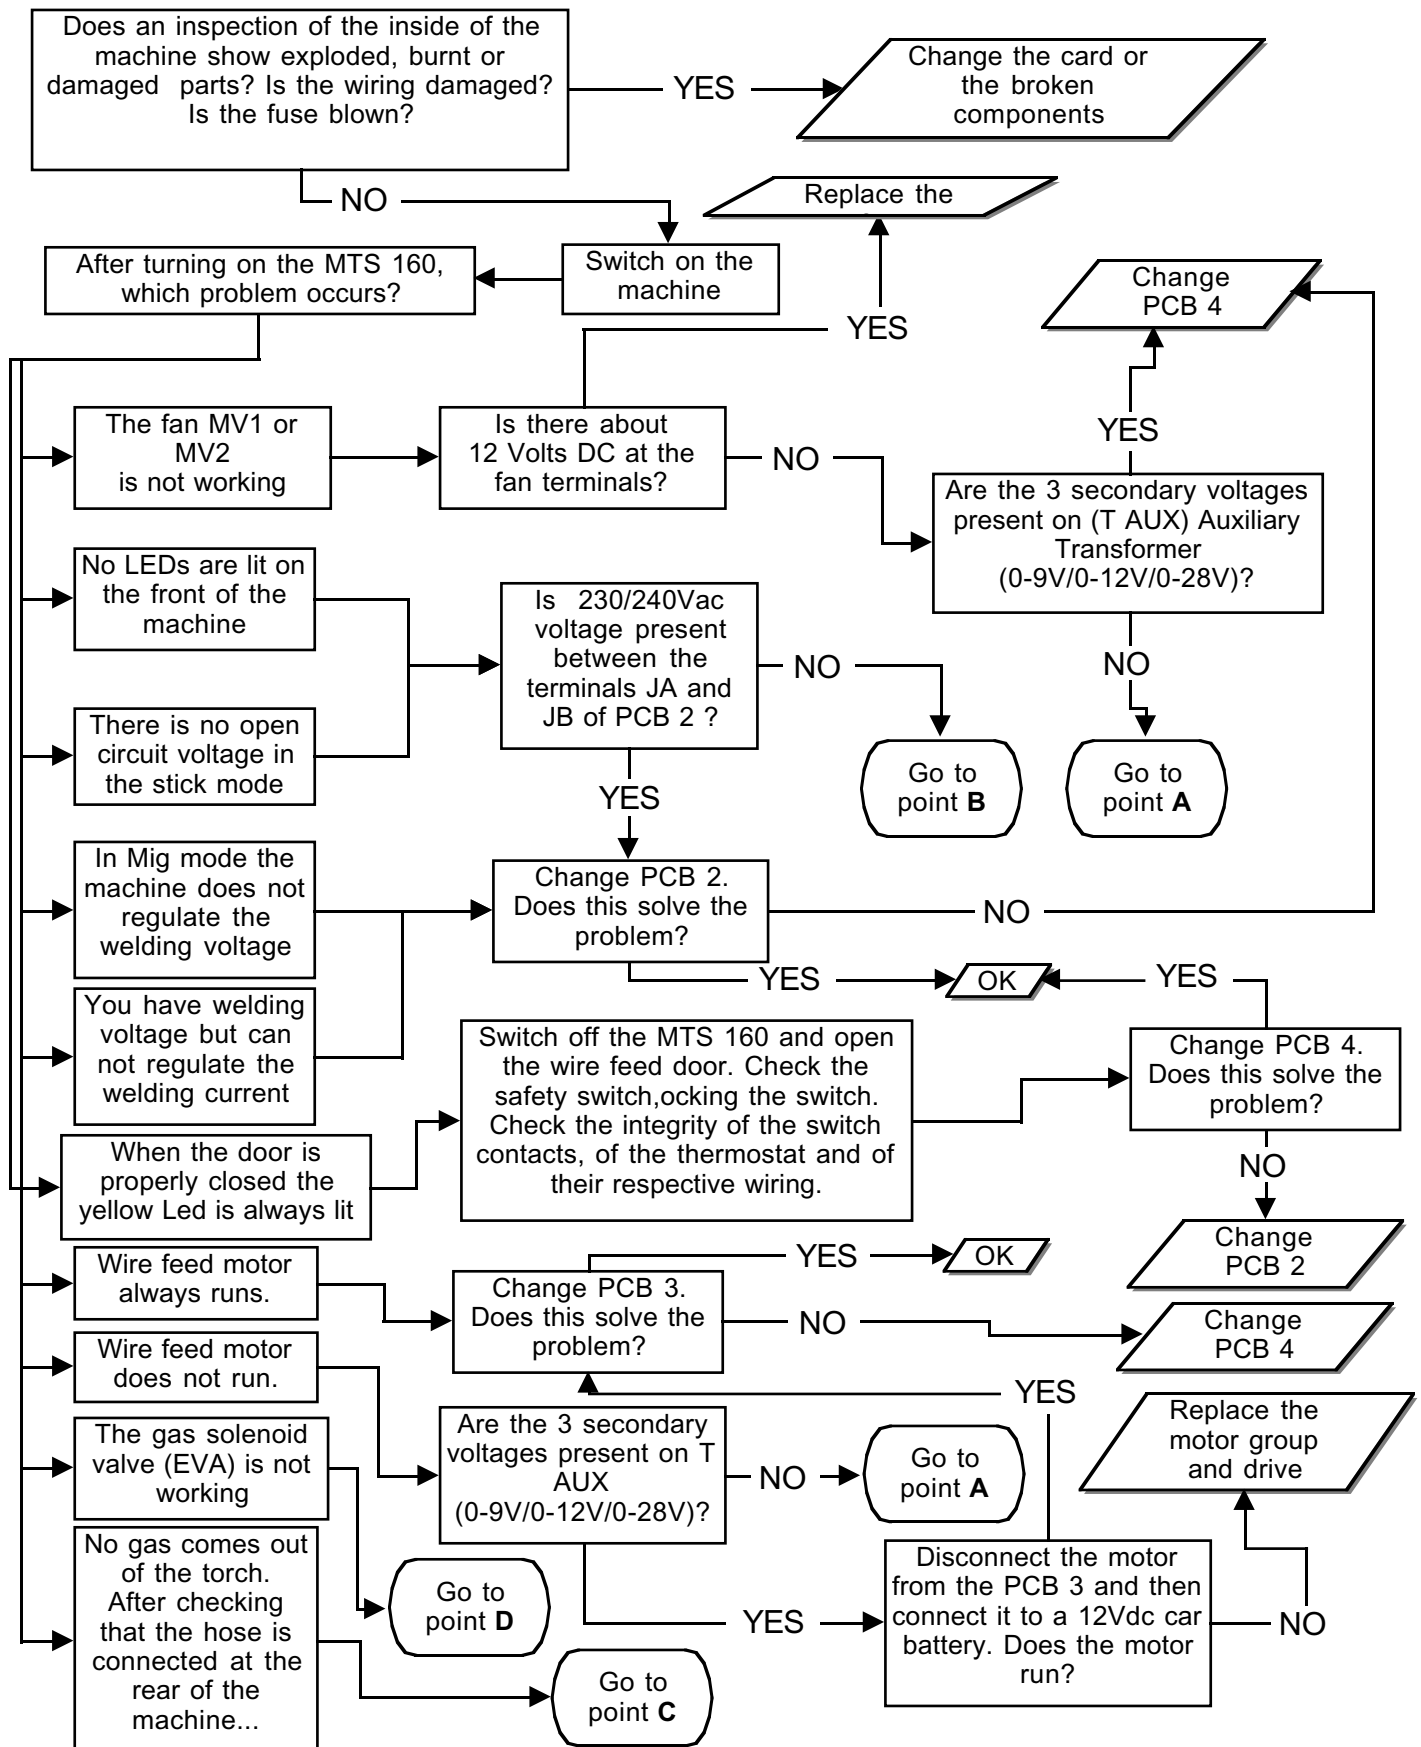 Does an inspection of the inside of the
machine show exploded, burnt or
damaged parts? Is the wiring damaged?
Is the fuse blown?
YES
Change the card or
the broken
components
NO
Replace the
Switch on the
machine
After turning on the MTS 160,
which problem occurs?
YES
Change
PCB 4
The fan MV1 or
MV2
is not working
Is there about
12 Volts DC at the
fan terminals?
NO
YES
Are the 3 secondary voltages
present on (T AUX) Auxiliary
Transformer
(0-9V/0-12V/0-28V)?
No LEDs are lit on
the front of the
machine
Is 230/240Vac
voltage present
between the
terminals JA and
JB of PCB 2 ?
NO
NO
There is no open
circuit voltage in
the stick mode
Go to
point B
Go to
point A
YES
In Mig mode the
machine does not
regulate the
welding voltage
Change PCB 2.
Does this solve the
problem?
NO
YES
OK
YES
You have welding
voltage but can
not regulate the
welding current
Switch off the MTS 160 and open
the wire feed door. Check the
safety switch,ocking the switch.
Check the integrity of the switch
contacts, of the thermostat and of
their respective wiring.
Change PCB 4.
Does this solve the
problem?
When the door is
properly closed the
yellow Led is always lit
NO
Change
PCB 2
Wire feed motor
always runs.
Change PCB 3.
Does this solve the
problem?
YES
OK
NO
Change
PCB 4
Wire feed motor
does not run.
YES
Are the 3 secondary
voltages present on T
AUX
(0-9V/0-12V/0-28V)?
NO
Go to
point A
Replace the
motor group
and drive
The gas solenoid
valve (EVA) is not
working
Go to
point D
YES
Disconnect the motor
from the PCB 3 and then
connect it to a 12Vdc car
battery. Does the motor
run?
NO
No gas comes out
of the torch.
After checking
that the hose is
connected at the
rear of the
machine...
Go to
point C